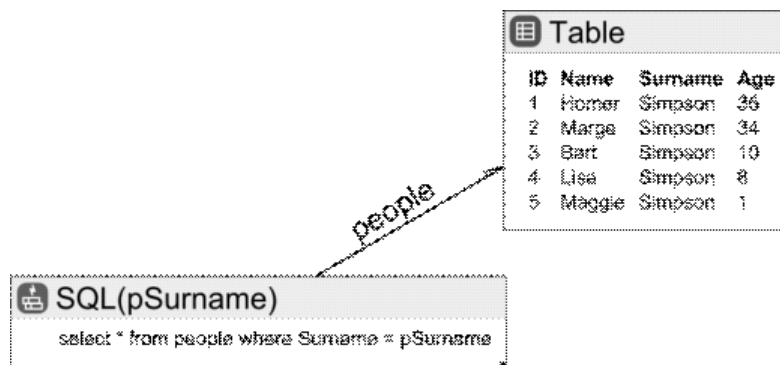 Table
ID Name Surname Age
1 Homer Simpson 36
2 Marge Simpson 34
3 Bart Simpson 10
4 Lisa Simpson 8
5 Maggie Simpson 1
people
SQL(pSurname)
select * from people where Surname = pSurname